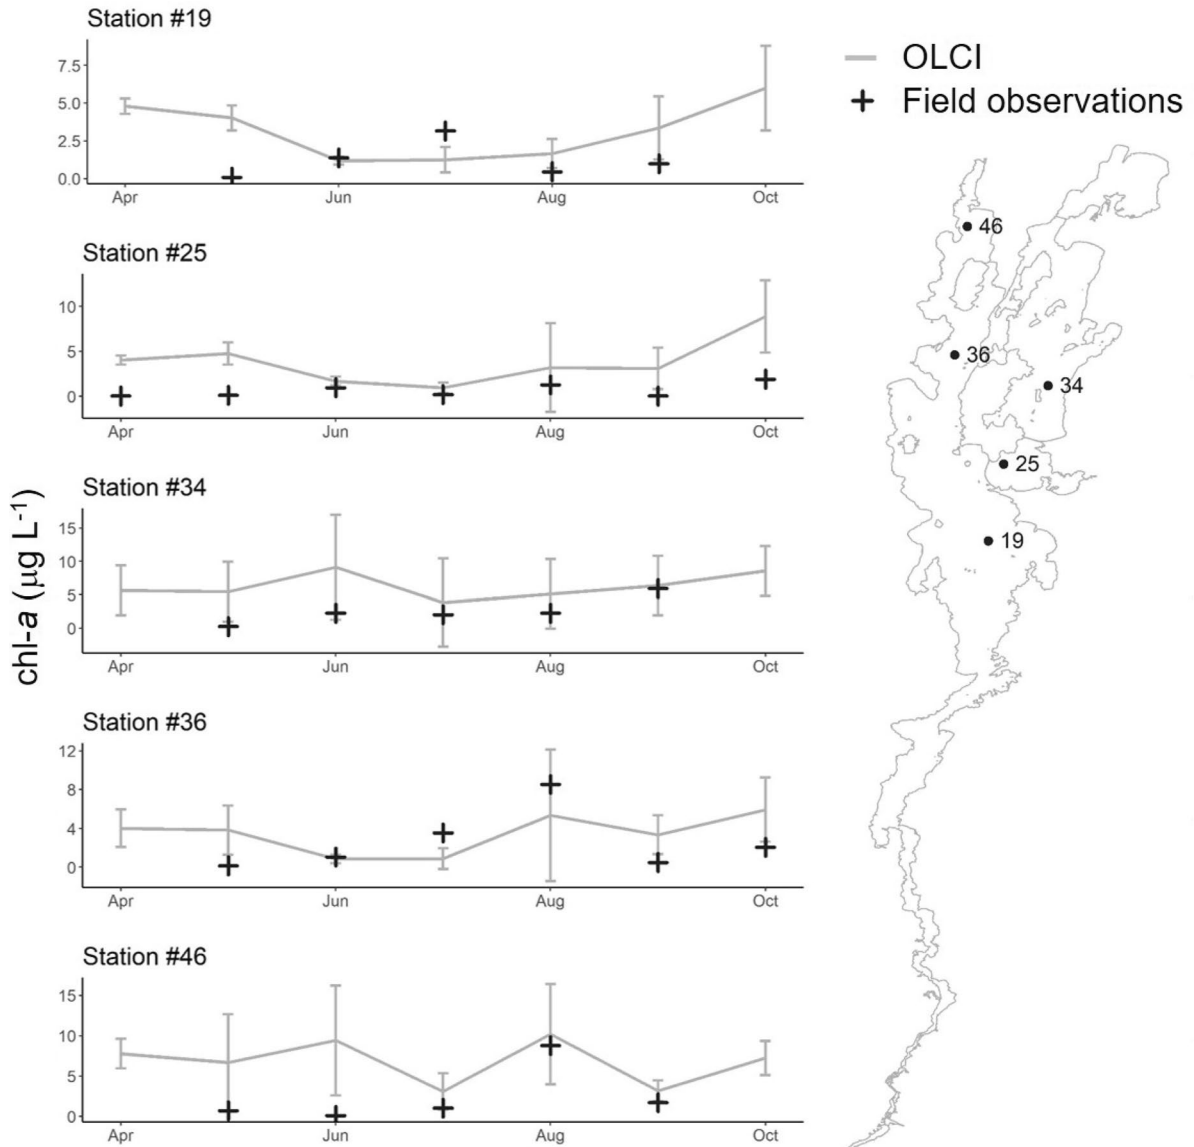 Station #19
7.5
5.0
2.5
0.0
Apr
Jun
Aug
Oct
Station #25
10
5
0
Apr
Jun
Aug
Oct
Station #34
15
10
5
0
Apr
Jun
Aug
Oct
Station #36
12
8
4
0
Apr
Jun
Aug
Oct
Station #46
15
10
5
0
Apr
Jun
Aug
Oct
chl-a (µg L-1)
OLCI
Field observations
46
36
34
25
19